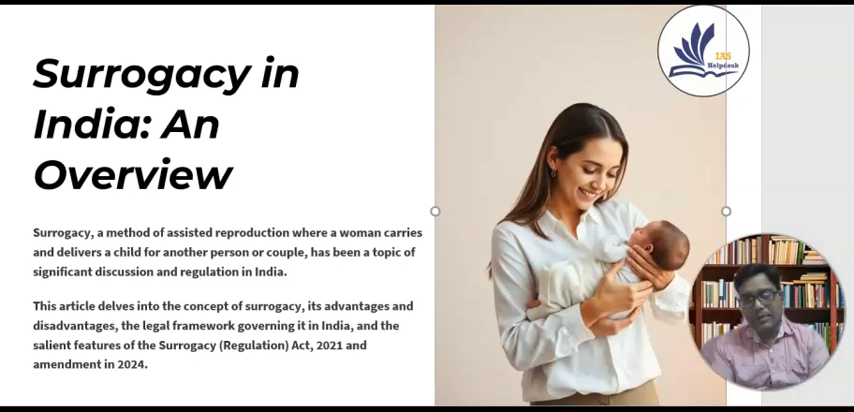 Surrogacy in
India: An
Overview
Surrogacy, a method of assisted reproduction where a woman carries
and delivers a child for another person or couple, has been a topic of
significant discussion and regulation in India.
This article delves into the concept of surrogacy, its advantages and
disadvantages, the legal framework governing it in India, and the
salient features of the Surrogacy (Regulation) Act, 2021 and
amendment in 2024.
IAS
Helpdesk